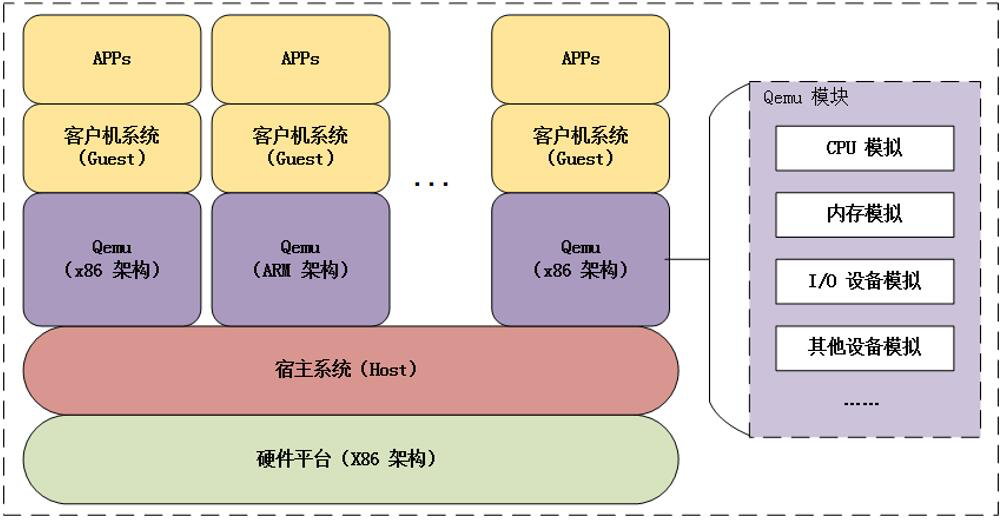 APPs
APPs
APPs
客户机系统
（Guest）
客户机系统
（Guest）
客户机系统
（Guest）
...
Qemu
（x86 架构）
Qemu
（ARM 架构）
Qemu
（x86 架构）
宿主系统（Host）
硬件平台（X86 架构）
Qemu 模块
CPU 模拟
内存模拟
I/O 设备模拟
其他设备模拟
……